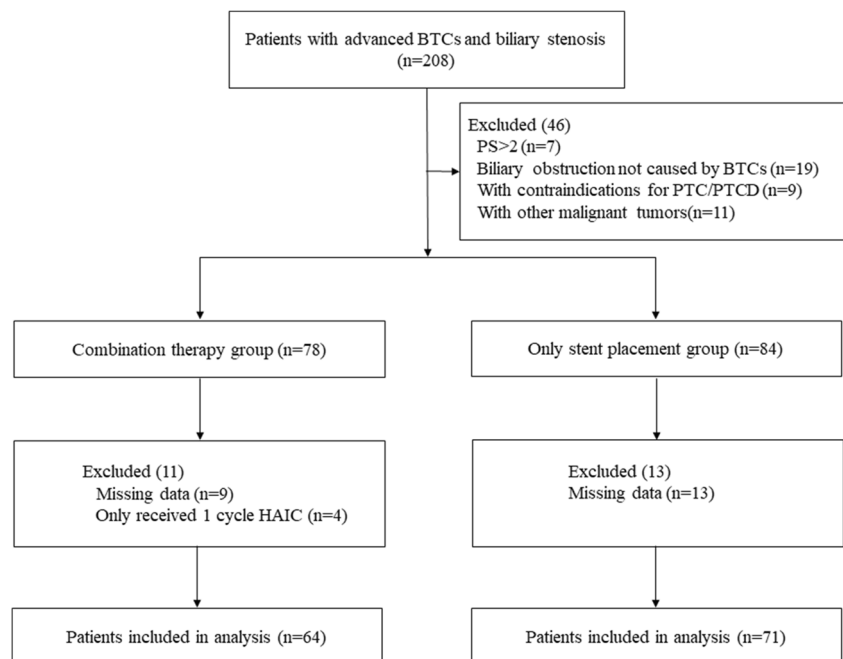 Patients with advanced BTCs and biliary stenosis
(n=208)
Excluded (46)
PS>2 (n=7)
Biliary obstruction not caused by BTCs (n=19)
With contraindications for PTC/PTCD (n=9)
With other malignant tumors(n=11)
Combination therapy group (n=78)
Only stent placement group (n=84)
Excluded (11)
Missing data (n=9)
Only received 1 cycle HAIC (n=4)
Excluded (13)
Missing data (n=13)
Patients included in analysis (n=64)
Patients included in analysis (n=71)